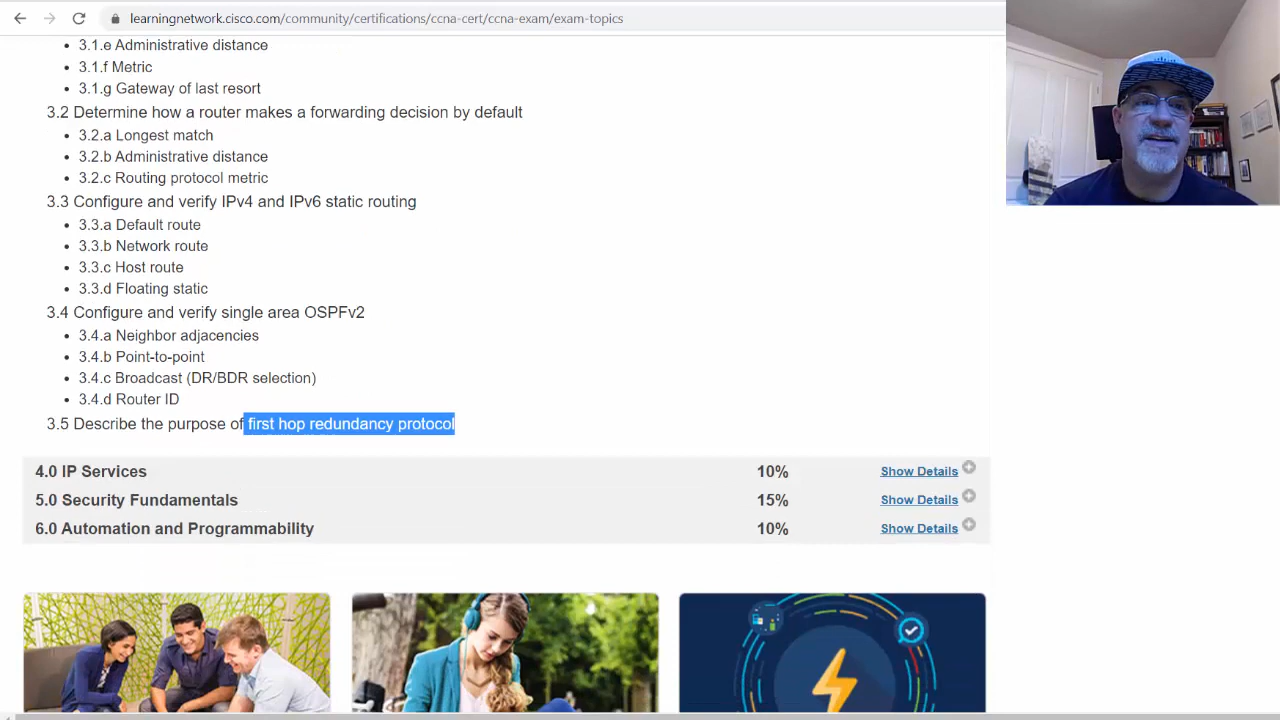 learningnetwork.cisco.com/community/certifications/ccna-cert/ccna-exam/exam-topics
3.1.e Administrative distance
3.1.f Metric
3.1.g Gateway of last resort
3.2 Determine how a router makes a forwarding decision by default
3.2.a Longest match
3.2.b Administrative distance
3.2.c Routing protocol metric
3.3 Configure and verify IPv4 and IPv6 static routing
3.3.a Default route
3.3.b Network route
3.3.c Host route
3.3.d Floating static
3.4 Configure and verify single area OSPFv2
3.4.a Neighbor adjacencies
3.4.b Point-to-point
3.4.c Broadcast (DR/BDR selection)
3.4.d Router ID
3.5 Describe the purpose of first hop redundancy protocol
4.0 IP Services 10% Show Details
5.0 Security Fundamentals 15% Show Details
6.0 Automation and Programmability 10% Show Details